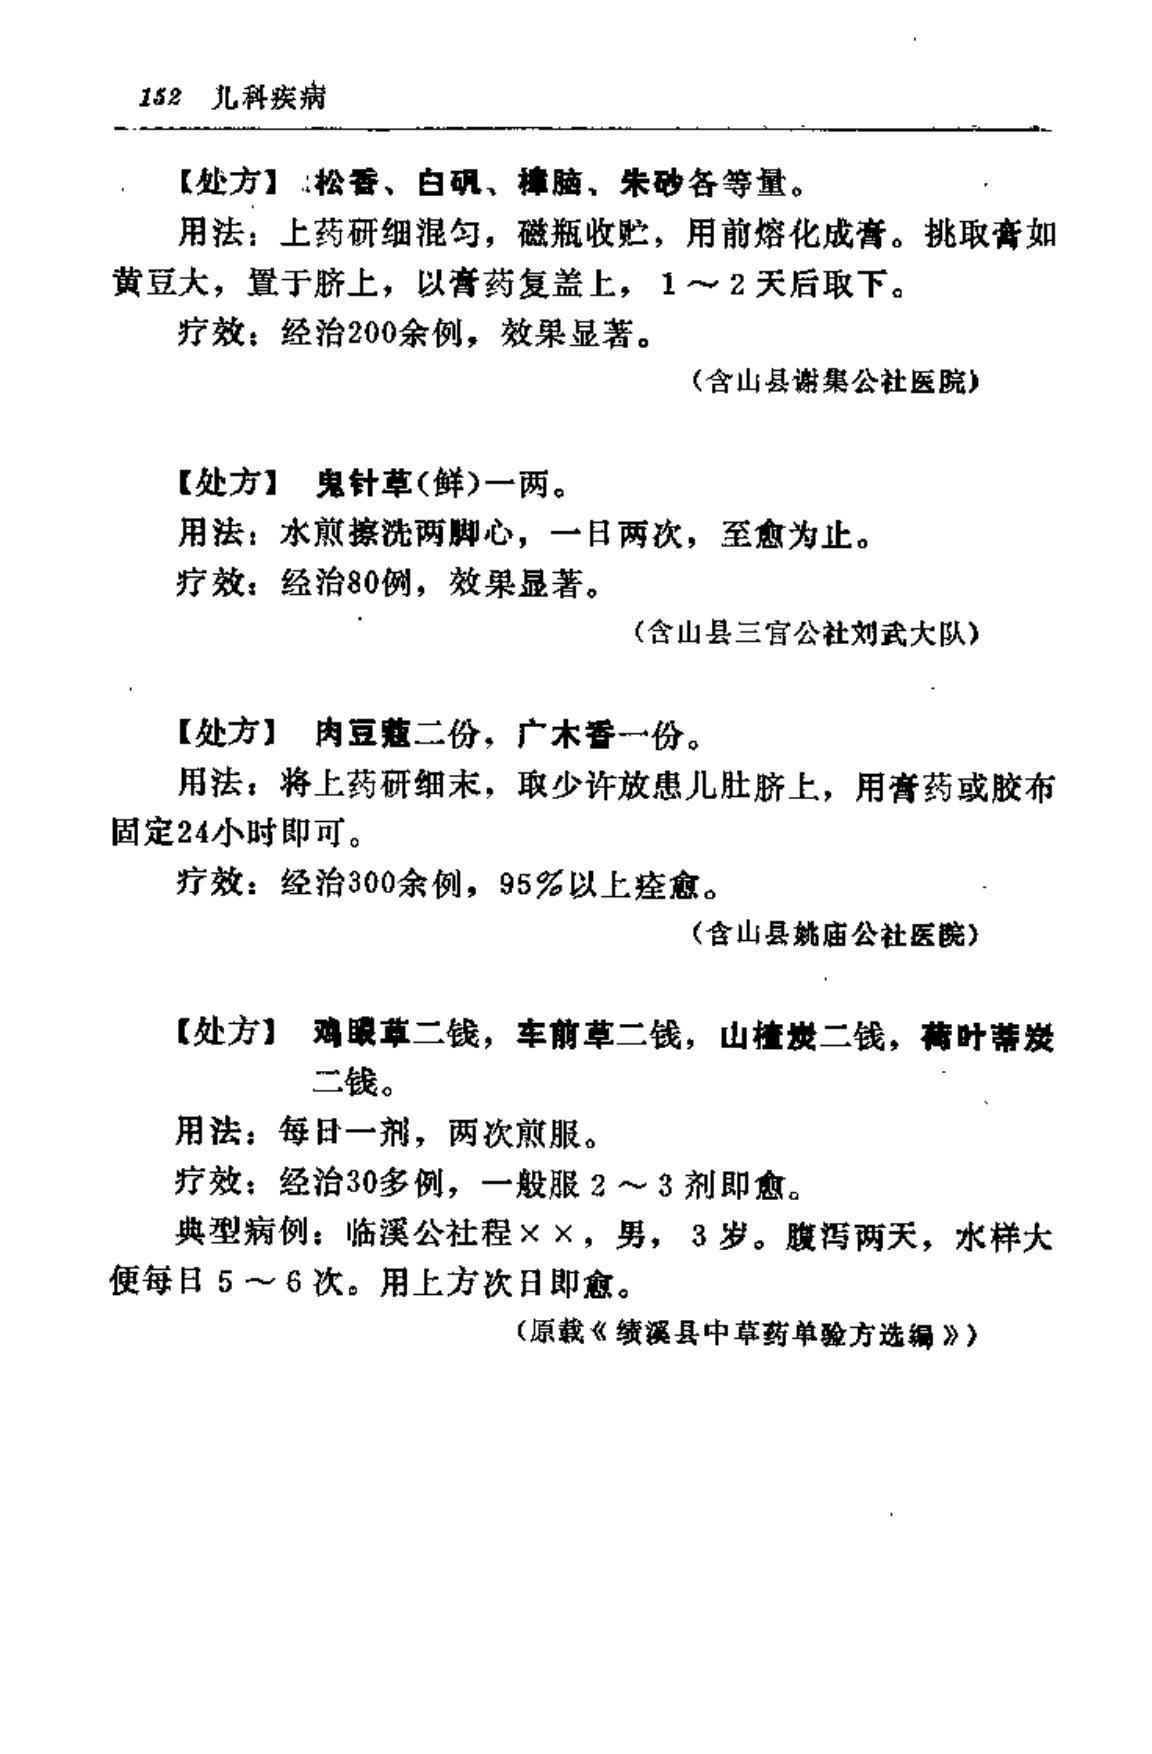 152 儿科疾病
【处方】 松香、白矾、樟脑、朱砂各等量。
用法：上药研细混匀，磁瓶收贮，用前熔化成膏。挑取膏如
黄豆大，置于脐上，以膏药复盖上，1～2天后取下。
疗效：经治200余例，效果显著。
（含山县谢集公社医院）
【处方】 鬼针草(鲜)一两。
用法：水煎擦洗两脚心，一日两次，至愈为止。
疗效：经治80例，效果显著。
（含山县三官公社刘武大队）
【处方】 肉豆蔻二份，广木香一份。
用法：将上药研细末，取少许放患儿肚脐上，用膏药或胶布
固定24小时即可。
疗效：经治300余例，95%以上痊愈。
（含山县姚庙公社医院）
【处方】 鸡眼草二钱，车前草二钱，山楂炭二钱，荷叶蒂炭
二钱。
用法：每日一剂，两次煎服。
疗效：经治30多例，一般服2～3剂即愈。
典型病例：临溪公社程××，男，3岁。腹泻两天，水样大
便每日5～6次。用上方次日即愈。
（原载《绩溪县中草药单验方选编》）